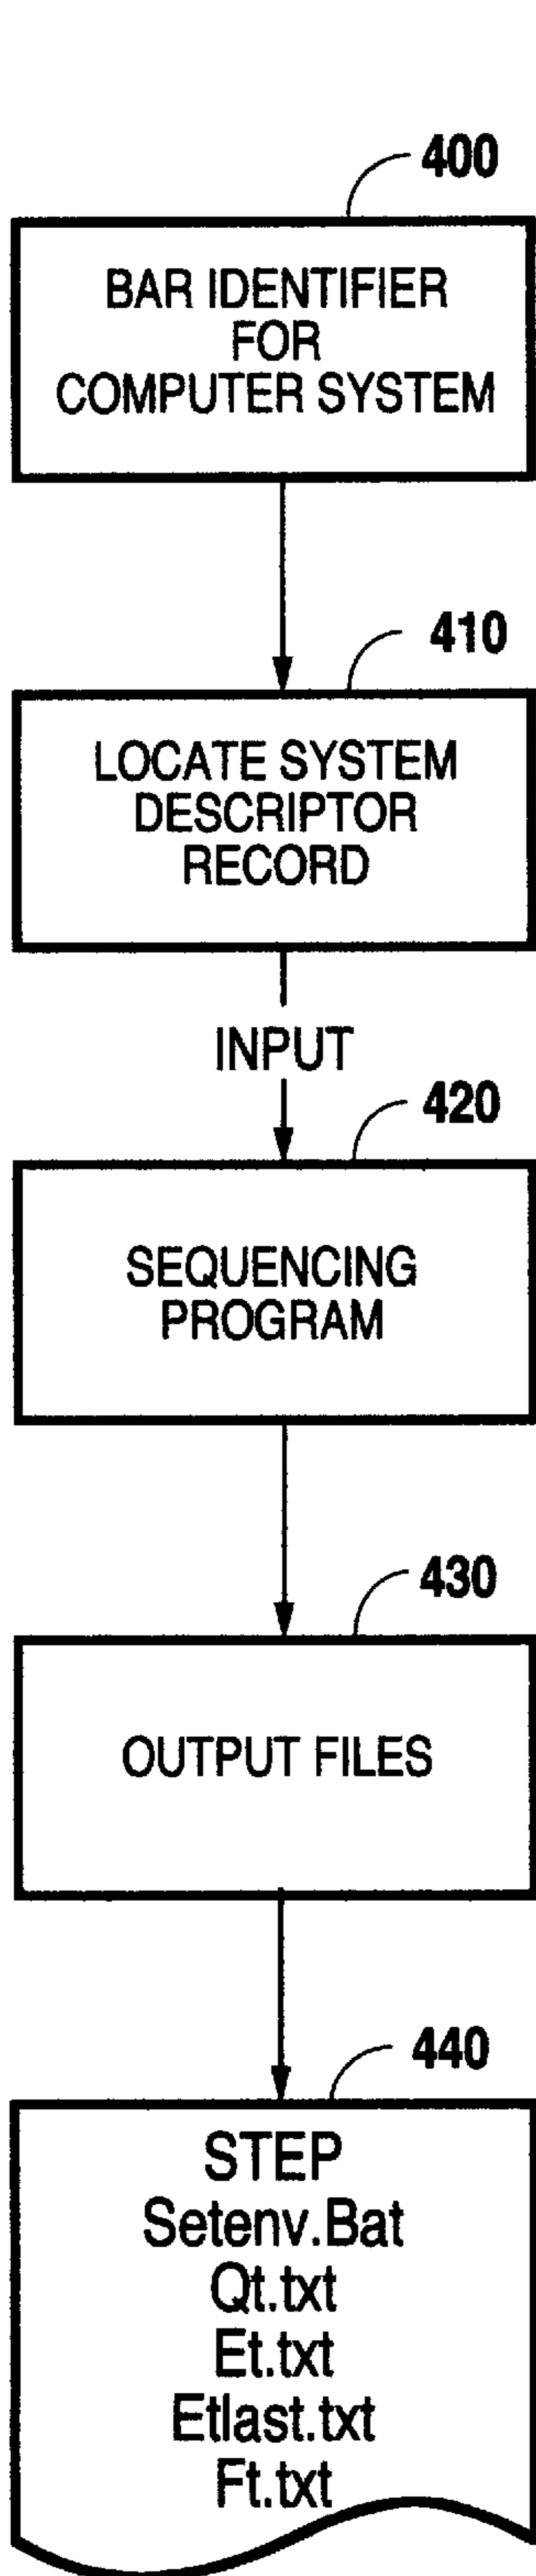 400
BAR IDENTIFIER
FOR
COMPUTER SYSTEM
410
LOCATE SYSTEM
DESCRIPTOR
RECORD
INPUT
420
SEQUENCING
PROGRAM
430
OUTPUT FILES
440
STEP
Setenv.Bat
Qt.txt
Et.txt
Etlast.txt
Ft.txt